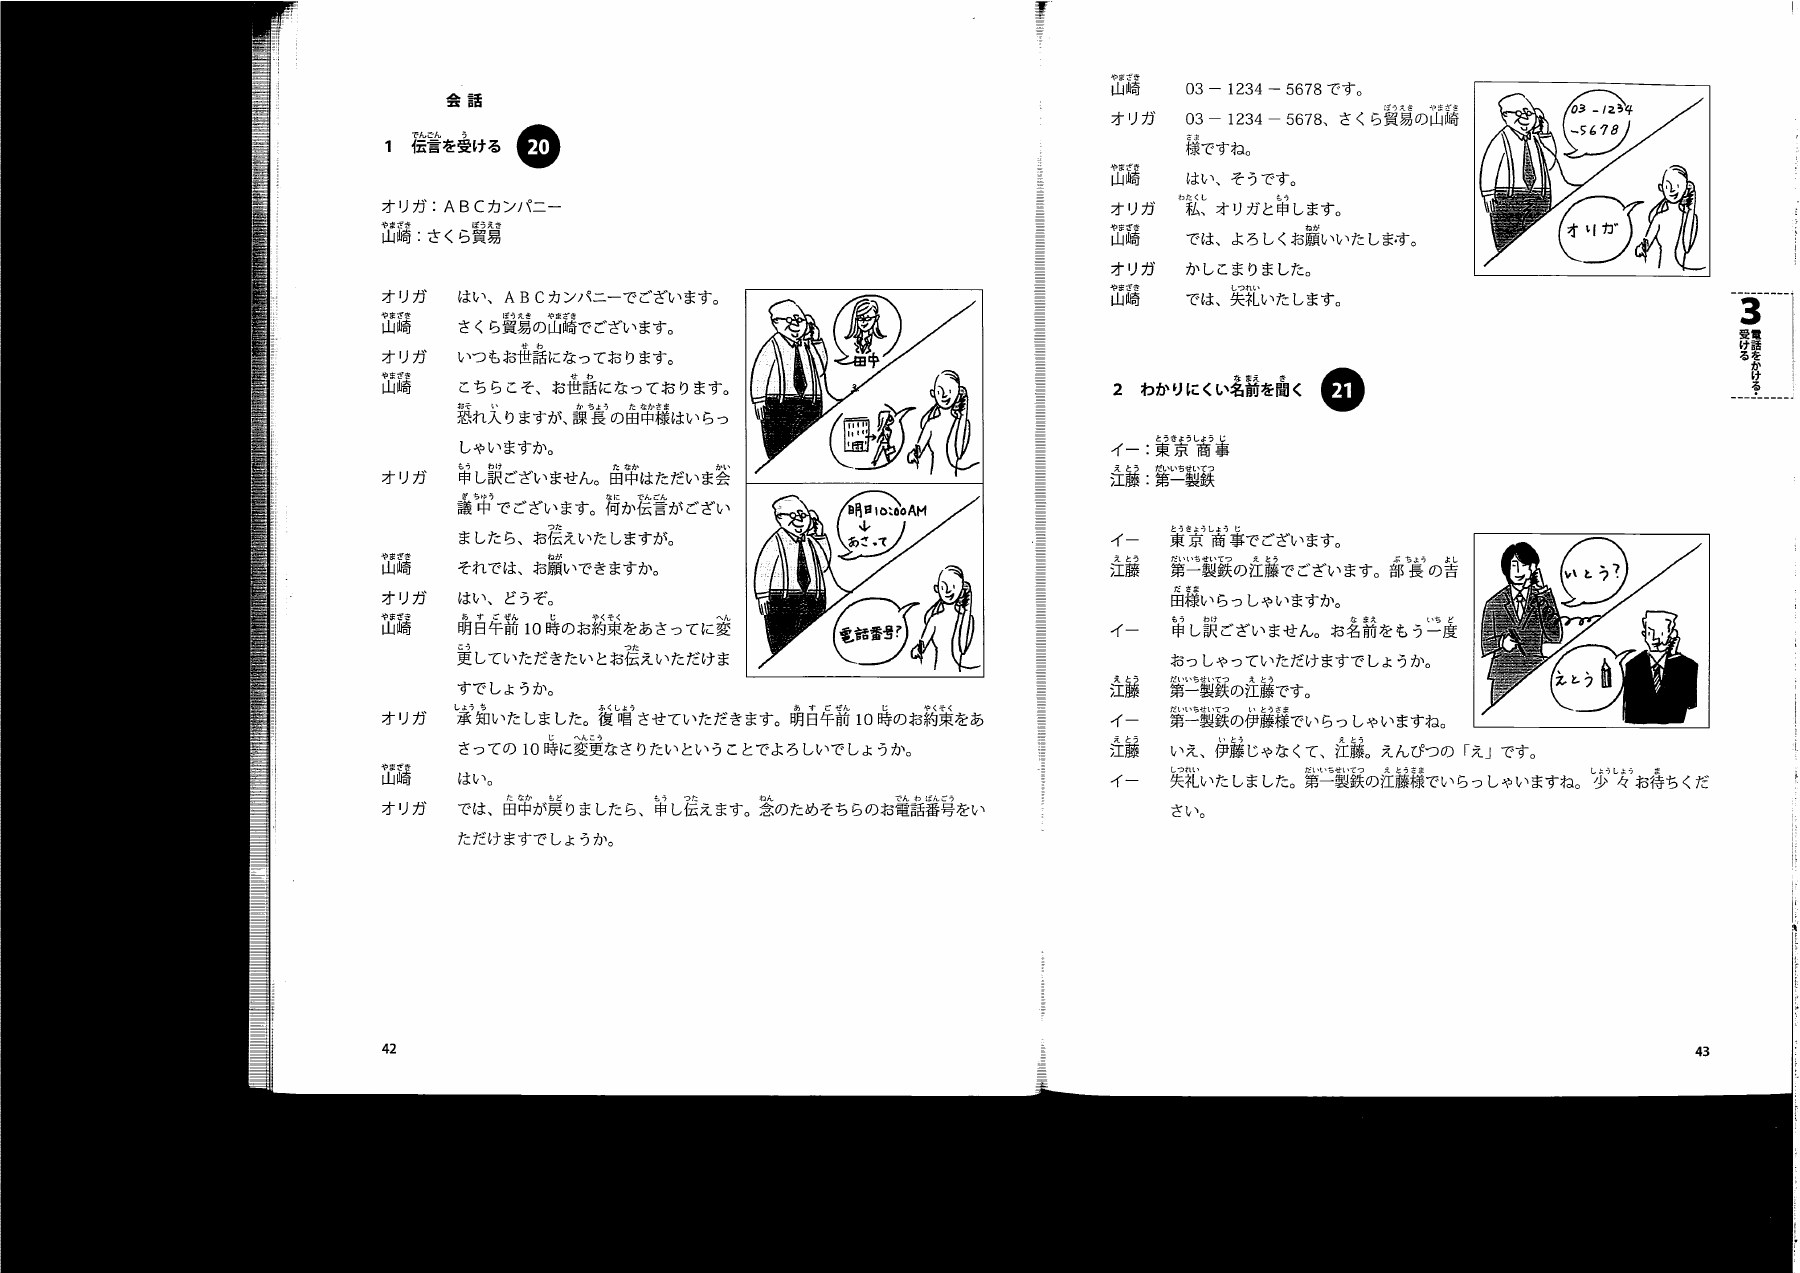 会話
1 伝言を受ける 20
オリガ：ＡＢＣカンパニー
山崎：さくら貿易
オリガ はい、ＡＢＣカンパニーでございます。
山崎 さくら貿易の山崎でございます。
オリガ いつもお世話になっております。
山崎 こちらこそ、お世話になっております。
恐れ入りますが、課長の田中様はいらっ
しゃいますか。
オリガ 申し訳ございません。田中はただいま会
議中でございます。何か伝言がござい
ましたら、お伝えいたしますが。
山崎 それでは、お願いできますか。
オリガ はい、どうぞ。
山崎 明日午前10時のお約束をあさってに変
更していただきたいとお伝えいただけま
すでしょうか。
オリガ 承知いたしました。復唱させていただきます。明日午前10時のお約束をあ
さっての10時に変更なさりたいということでよろしいでしょうか。
山崎 はい。
オリガ では、田中が戻りましたら、申し伝えます。念のためそちらのお電話番号をい
ただけますでしょうか。
田中
明日10:00AM
↓
あさって
電話番号?
42
山崎 03－1234－5678です。
オリガ 03－1234－5678、さくら貿易の山崎
様ですね。
山崎 はい、そうです。
オリガ 私、オリガと申します。
山崎 では、よろしくお願いいたします。
オリガ かしこまりました。
山崎 では、失礼いたします。
03-1234
-5678
オリガ
3 電話をかける・
受ける
2 わかりにくい名前を聞く 21
イー：東京商事
江藤：第一製鉄
イー 東京商事でございます。
江藤 第一製鉄の江藤でございます。部長の吉
田様いらっしゃいますか。
イー 申し訳ございません。お名前をもう一度
おっしゃっていただけますでしょうか。
江藤 第一製鉄の江藤です。
イー 第一製鉄の伊藤様でいらっしゃいますね。
江藤 いえ、伊藤じゃなくて、江藤。えんぴつの「え」です。
イー 失礼いたしました。第一製鉄の江藤様でいらっしゃいますね。少々お待ちくだ
さい。
いとう?
えとう
43